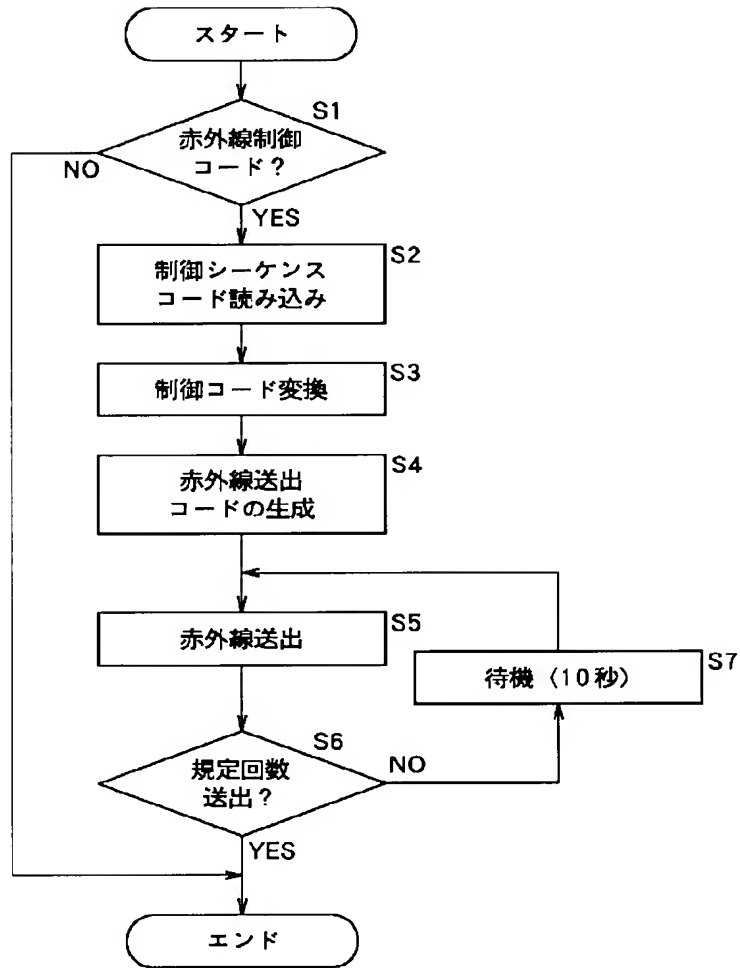 スタート
S1
赤外線制御
コード?
NO
YES
S2
制御シーケンス
コード読み込み
S3
制御コード変換
S4
赤外線送出
コードの生成
S5
赤外線送出
S7
待機(10秒)
S6
規定回数
送出?
NO
YES
エンド